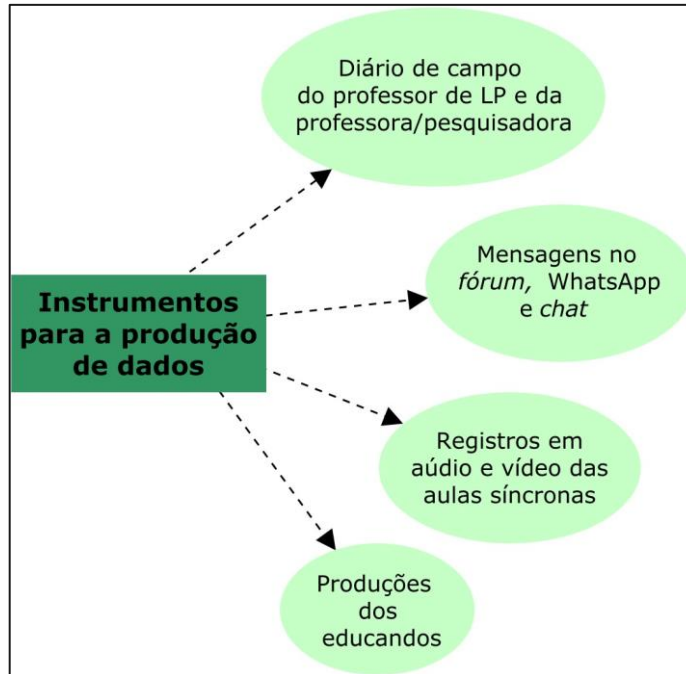 Diário de campo
do professor de LP e da
professora/pesquisadora
Mensagens no
fórum, WhatsApp
e chat
Instrumentos
para a produção
de dados
Registros em
aúdio e vídeo das
aulas síncronas
Produções
dos
educandos